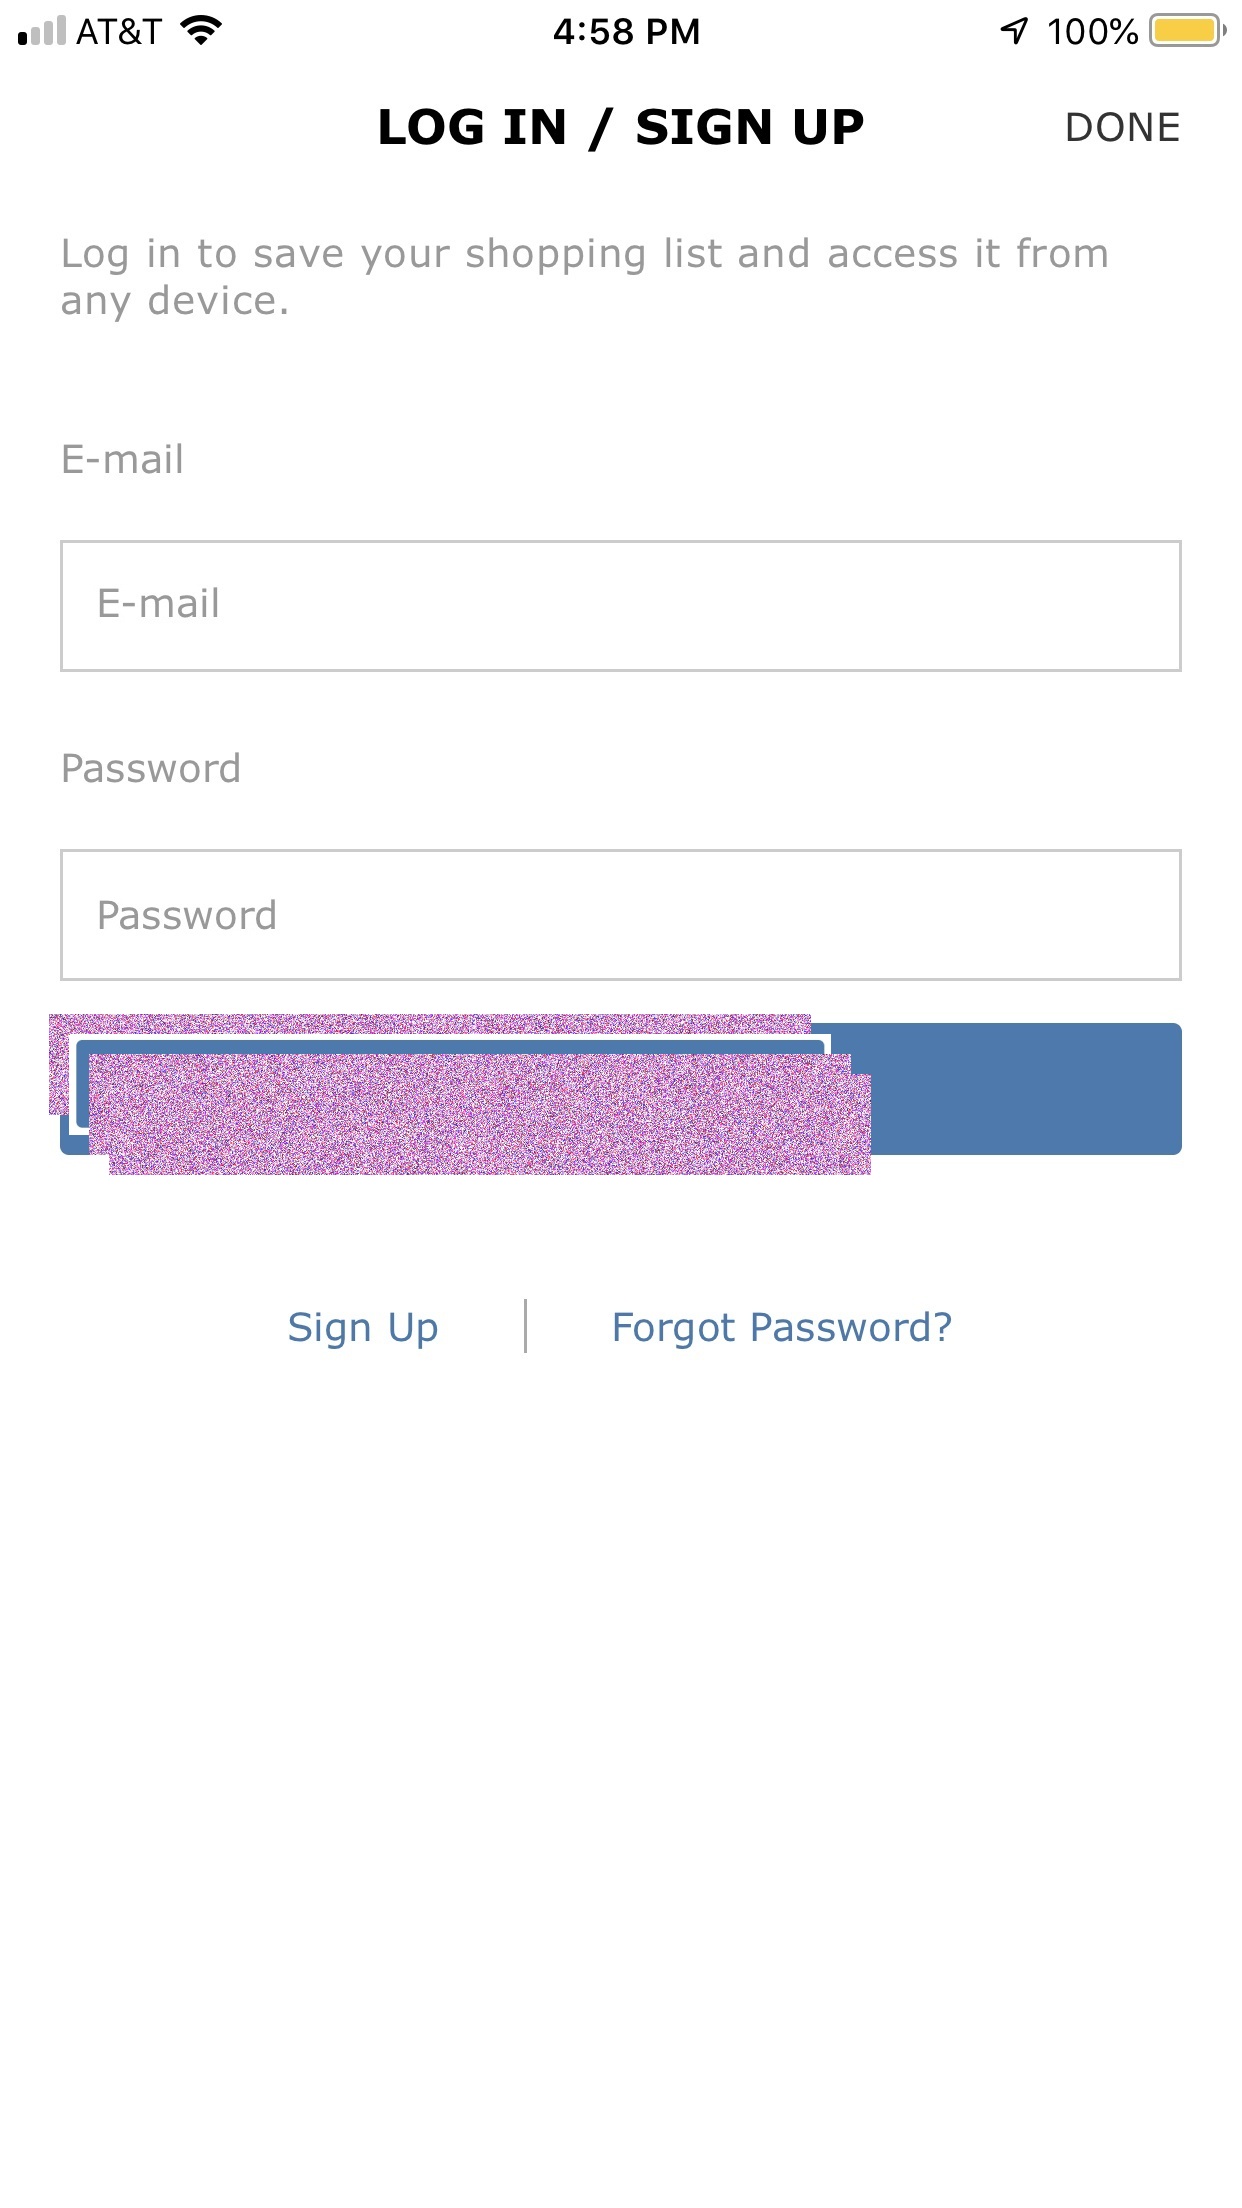 AT&T 4:58 PM 100%
LOG IN / SIGN UP DONE
Log in to save your shopping list and access it from
any device.
E-mail
E-mail
Password
Password
Sign Up | Forgot Password?